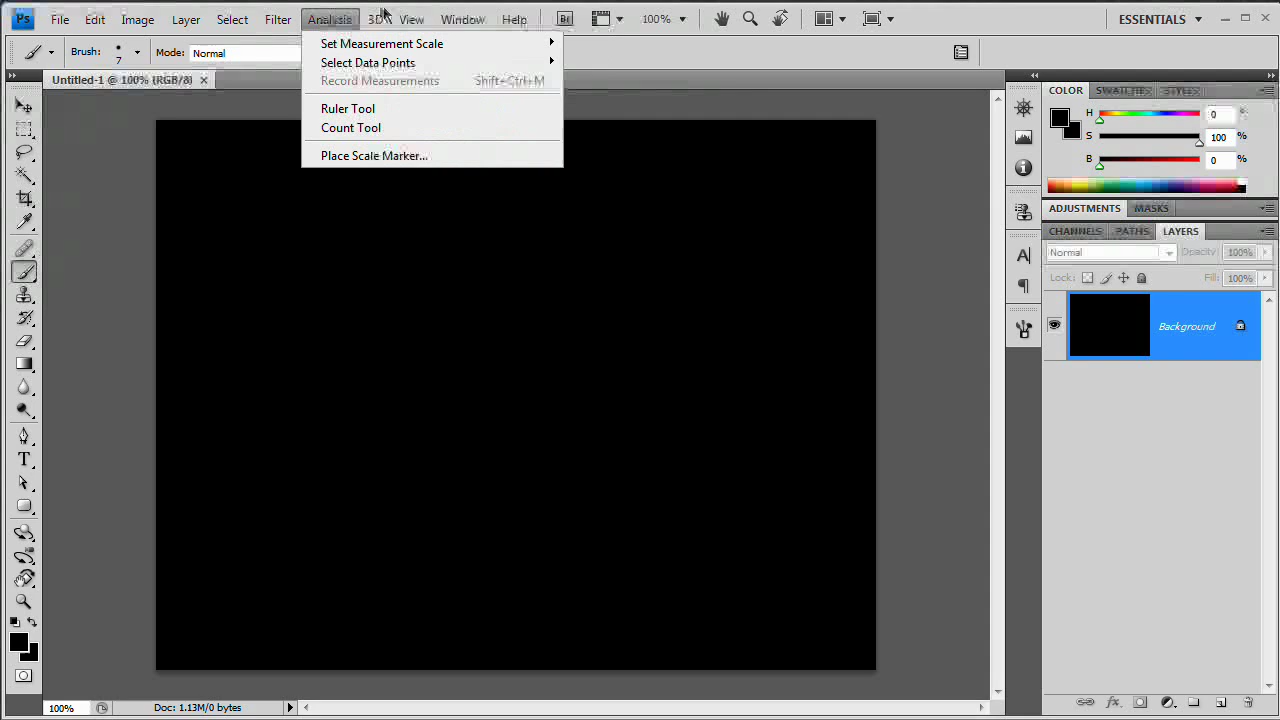 Ps File Edit Image Layer Select Filter Analysis 3D View Window Help Br 100% ESSENTIALS
Brush: 7 Mode: Normal
Set Measurement Scale
Select Data Points
Record Measurements Shift+Ctrl+M
Ruler Tool
Count Tool
Place Scale Marker...
Untitled-1 @ 100% (RGB/8)
COLOR SWATCHES STYLES
H 0 °
S 100 %
B 0 %
ADJUSTMENTS MASKS
CHANNELS PATHS LAYERS
Normal Opacity: 100%
Lock: Fill: 100%
Background
100% Doc: 1.13M/0 bytes